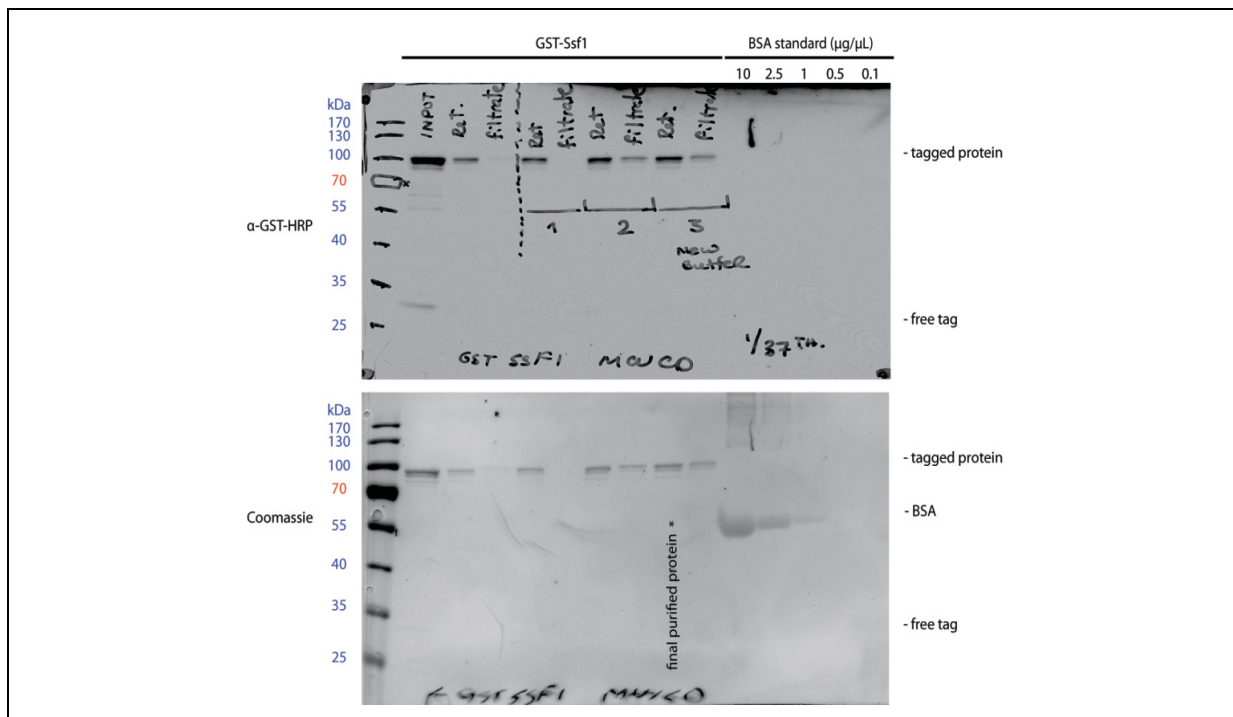 GST-Ssf1 BSA standard (µg/µL)
10 2.5 1 0.5 0.1
kDa
170
130
100
70
55
40
35
25
α-GST-HRP
INPUT Ret. filtrate Ret filtrate Ret filtrate Ret. filtrate
*
1 2 3
New
Buffer
1/37TH.
GST SSF1 MWCO
- tagged protein
- free tag
kDa
170
130
100
70
55
40
35
25
Coomassie
final purified protein *
GST SSF1 MWCO
- tagged protein
- BSA
- free tag